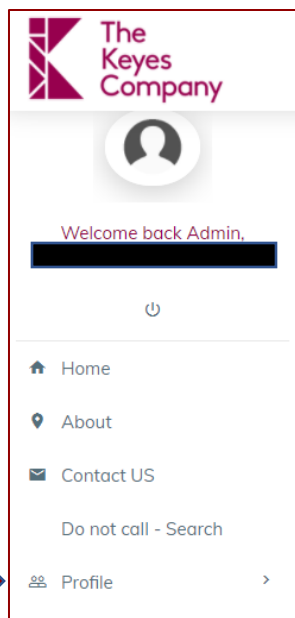 The
Keyes
Company
Welcome back Admin,
Home
About
Contact US
Do not call - Search
Profile